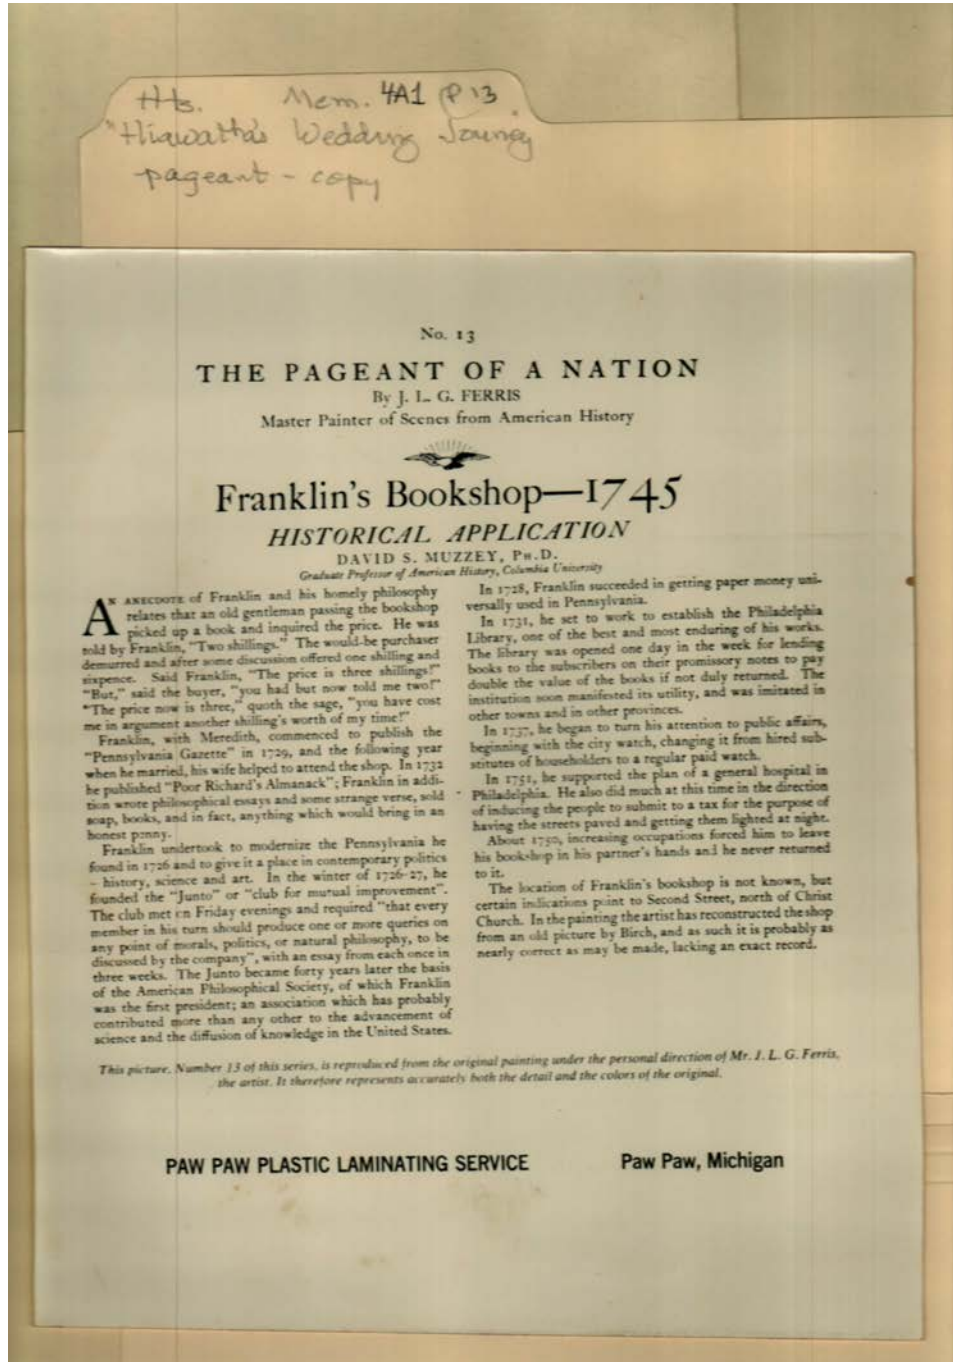 Hs. Mem. 4A1 P 13
"Hiawatha's Wedding Journey
pageant - copy
No. 13
THE PAGEANT OF A NATION
By J. L. G. FERRIS
Master Painter of Scenes from American History
Franklin's Bookshop—1745
HISTORICAL APPLICATION
DAVID S. MUZZEY, PH.D.
Graduate Professor of American History, Columbia University
AN ANECDOTE of Franklin and his homely philosophy
relates that an old gentleman passing the bookshop
picked up a book and inquired the price. He was
told by Franklin, "Two shillings." The would-be purchaser
demurred and after some discussion offered one shilling and
sixpence. Said Franklin, "The price is three shillings!"
"But," said the buyer, "you had but now told me two!"
"The price now is three," quoth the sage, "you have cost
me in argument another shilling's worth of my time!"
Franklin, with Meredith, commenced to publish the
"Pennsylvania Gazette" in 1729, and the following year
when he married, his wife helped to attend the shop. In 1732
he published "Poor Richard's Almanack"; Franklin in addi-
tion wrote philosophical essays and some strange verse, sold
soap, books, and in fact, anything which would bring in an
honest penny.
Franklin undertook to modernize the Pennsylvania he
found in 1726 and to give it a place in contemporary politics
– history, science and art. In the winter of 1726-27, he
founded the "Junto" or "club for mutual improvement".
The club met on Friday evenings and required "that every
member in his turn should produce one or more queries on
any point of morals, politics, or natural philosophy, to be
discussed by the company", with an essay from each once in
three weeks. The Junto became forty years later the basis
of the American Philosophical Society, of which Franklin
was the first president; an association which has probably
contributed more than any other to the advancement of
science and the diffusion of knowledge in the United States.
In 1728, Franklin succeeded in getting paper money uni-
versally used in Pennsylvania.
In 1731, he set to work to establish the Philadelphia
Library, one of the best and most enduring of his works.
The library was opened one day in the week for lending
books to the subscribers on their promissory notes to pay
double the value of the books if not duly returned. The
institution soon manifested its utility, and was imitated in
other towns and in other provinces.
In 1737, he began to turn his attention to public affairs,
beginning with the city watch, changing it from hired sub-
stitutes of householders to a regular paid watch.
In 1751, he supported the plan of a general hospital in
Philadelphia. He also did much at this time in the direction
of inducing the people to submit to a tax for the purpose of
having the streets paved and getting them lighted at night.
About 1750, increasing occupations forced him to leave
his bookshop in his partner's hands and he never returned
to it.
The location of Franklin's bookshop is not known, but
certain indications point to Second Street, north of Christ
Church. In the painting the artist has reconstructed the shop
from an old picture by Birch, and as such it is probably as
nearly correct as may be made, lacking an exact record.
This picture, Number 13 of this series, is reproduced from the original painting under the personal direction of Mr. J. L. G. Ferris,
the artist. It therefore represents accurately both the detail and the colors of the original.
PAW PAW PLASTIC LAMINATING SERVICE Paw Paw, Michigan